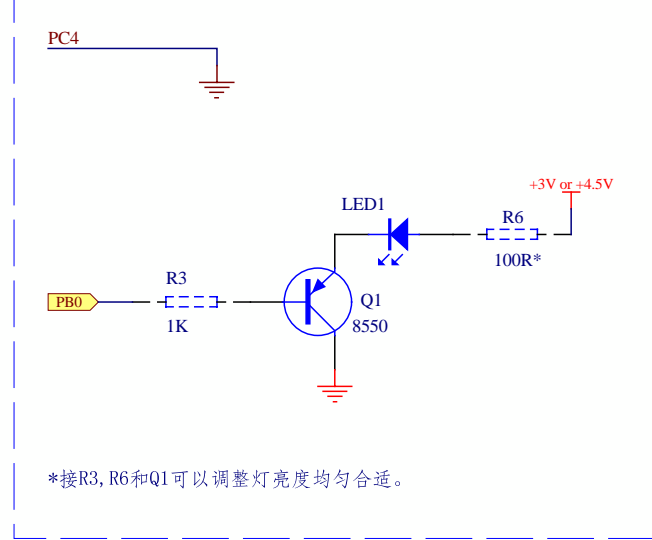 PC4
+3V or +4.5V
LED1
R6
100R*
R3
PB0
1K
Q1
8550
*接R3,R6和Q1可以调整灯亮度均匀合适。